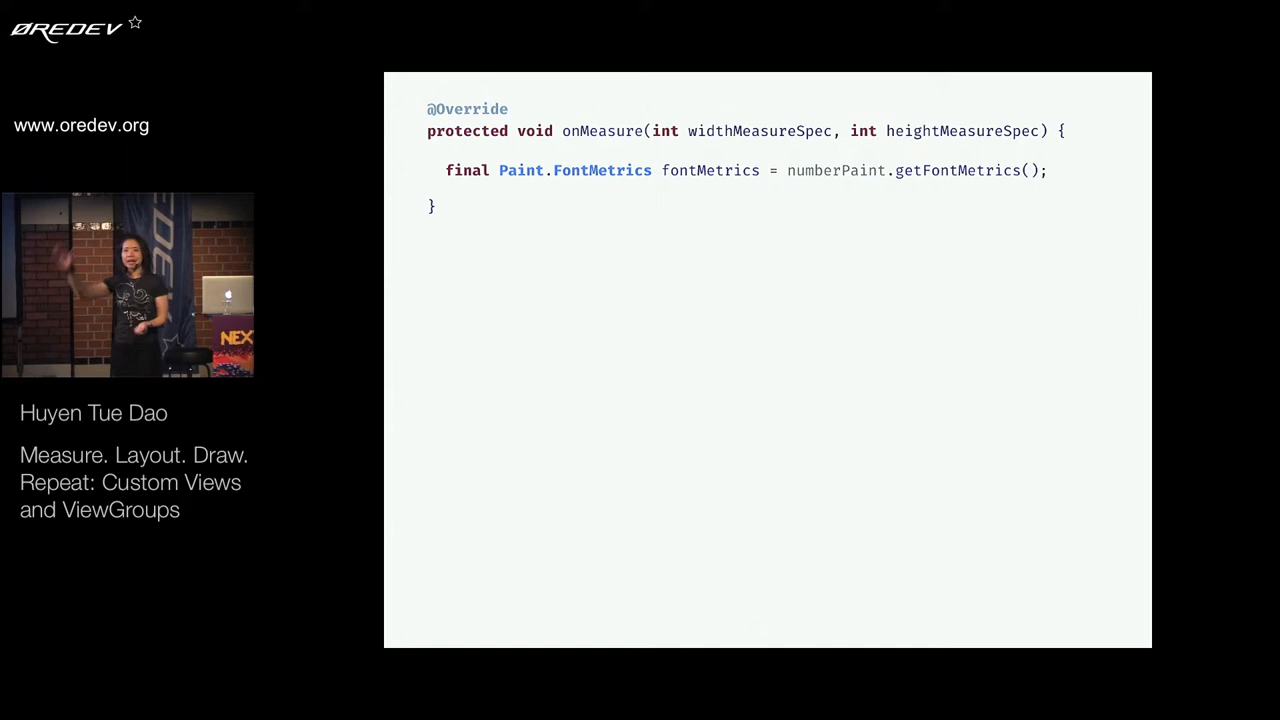 ØREDEV
www.oredev.org
@Override
protected void onMeasure(int widthMeasureSpec, int heightMeasureSpec) {
final Paint.FontMetrics fontMetrics = numberPaint.getFontMetrics();
}
EDEV
NEX
Huyen Tue Dao
Measure. Layout. Draw.
Repeat: Custom Views
and ViewGroups